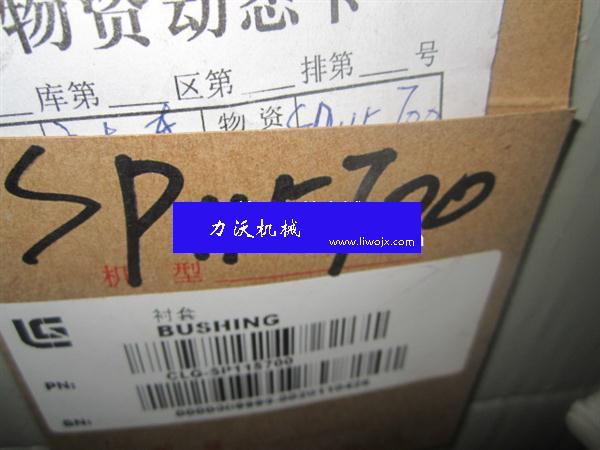 物资动态卡
库第 区第 排第 号
物资 SP115700
SP115700
力沃机械
www.liwojx.com
机 型
衬套
BUSHING
PN:
CLG-SP115700
SN: